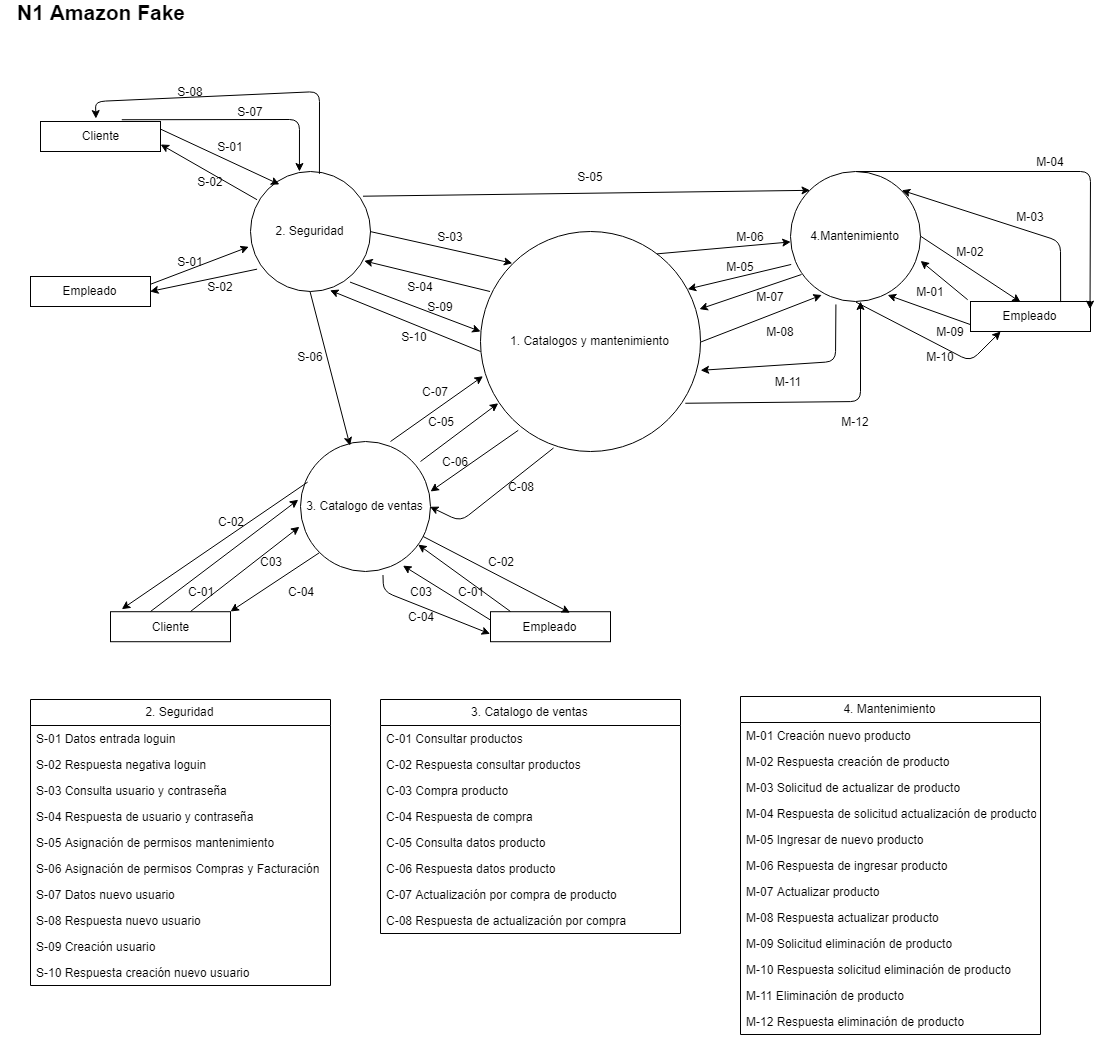 N1 Amazon Fake
S-08
S-07
Cliente
S-01
S-02
M-04
S-05
M-03
2. Seguridad
S-03
M-06
4.Mantenimiento
M-02
S-01
S-02
Empleado
S-04
S-09
S-10
M-05
M-07
M-01
M-08
M-09
M-10
Empleado
1. Catalogos y mantenimiento
S-06
M-11
M-12
C-07
C-05
C-06
C-08
3. Catalogo de ventas
C-02
C03
C-01
C-04
C-02
C03
C-01
C-04
Cliente
Empleado
2. Seguridad
S-01 Datos entrada loguin
S-02 Respuesta negativa loguin
S-03 Consulta usuario y contraseña
S-04 Respuesta de usuario y contraseña
S-05 Asignación de permisos mantenimiento
S-06 Asignación de permisos Compras y Facturación
S-07 Datos nuevo usuario
S-08 Respuesta nuevo usuario
S-09 Creación usuario
S-10 Respuesta creación nuevo usuario
3. Catalogo de ventas
C-01 Consultar productos
C-02 Respuesta consultar productos
C-03 Compra producto
C-04 Respuesta de compra
C-05 Consulta datos producto
C-06 Respuesta datos producto
C-07 Actualización por compra de producto
C-08 Respuesta de actualización por compra
4. Mantenimiento
M-01 Creación nuevo producto
M-02 Respuesta creación de producto
M-03 Solicitud de actualizar de producto
M-04 Respuesta de solicitud actualización de producto
M-05 Ingresar de nuevo producto
M-06 Respuesta de ingresar producto
M-07 Actualizar producto
M-08 Respuesta actualizar producto
M-09 Solicitud eliminación de producto
M-10 Respuesta solicitud eliminación de producto
M-11 Eliminación de producto
M-12 Respuesta eliminación de producto